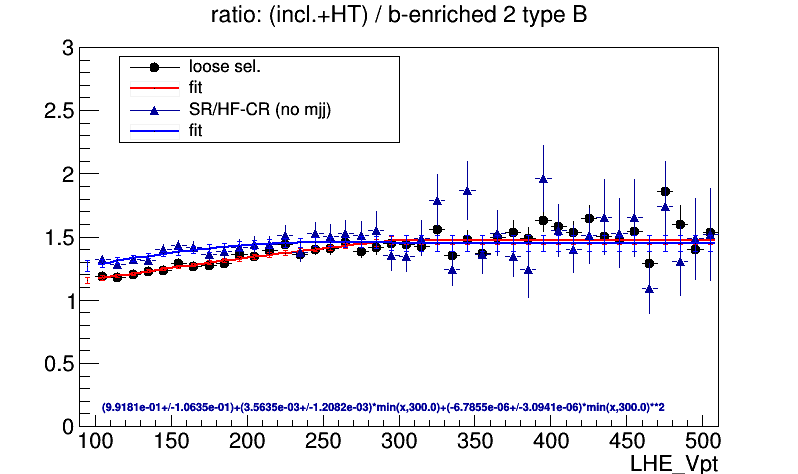 ratio: (incl.+HT) / b-enriched 2 type B
3
2.5
2
1.5
1
0.5
0
loose sel.
fit
SR/HF-CR (no mjj)
fit
(9.9181e-01+/-1.0635e-01)+(3.5635e-03+/-1.2082e-03)*min(x,300.0)+(-6.7855e-06+/-3.0941e-06)*min(x,300.0)**2
100 150 200 250 300 350 400 450 500
LHE_Vpt